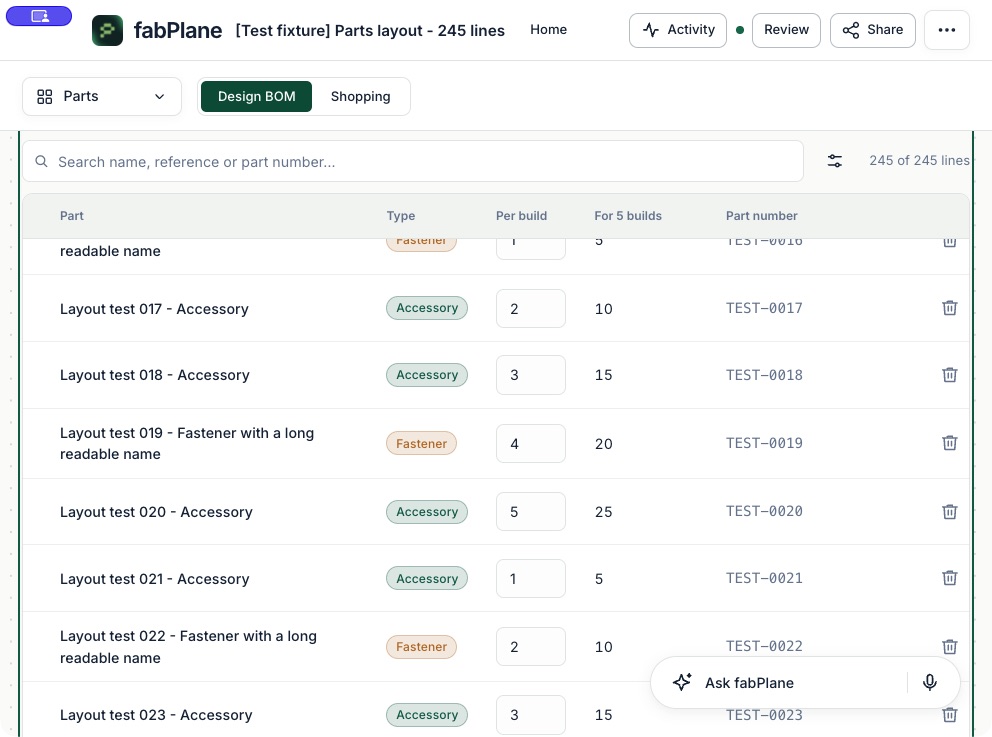 fabPlane [Test fixture] Parts layout - 245 lines Home Activity Review Share
Parts Design BOM Shopping
Search name, reference or part number... 245 of 245 lines
Part Type Per build For 5 builds Part number
readable name Fastener 1 5 TEST-0016
Layout test 017 - Accessory Accessory 2 10 TEST-0017
Layout test 018 - Accessory Accessory 3 15 TEST-0018
Layout test 019 - Fastener with a long
readable name Fastener 4 20 TEST-0019
Layout test 020 - Accessory Accessory 5 25 TEST-0020
Layout test 021 - Accessory Accessory 1 5 TEST-0021
Layout test 022 - Fastener with a long
readable name Fastener 2 10 TEST-0022
Ask fabPlane
Layout test 023 - Accessory Accessory 3 15 TEST-0023